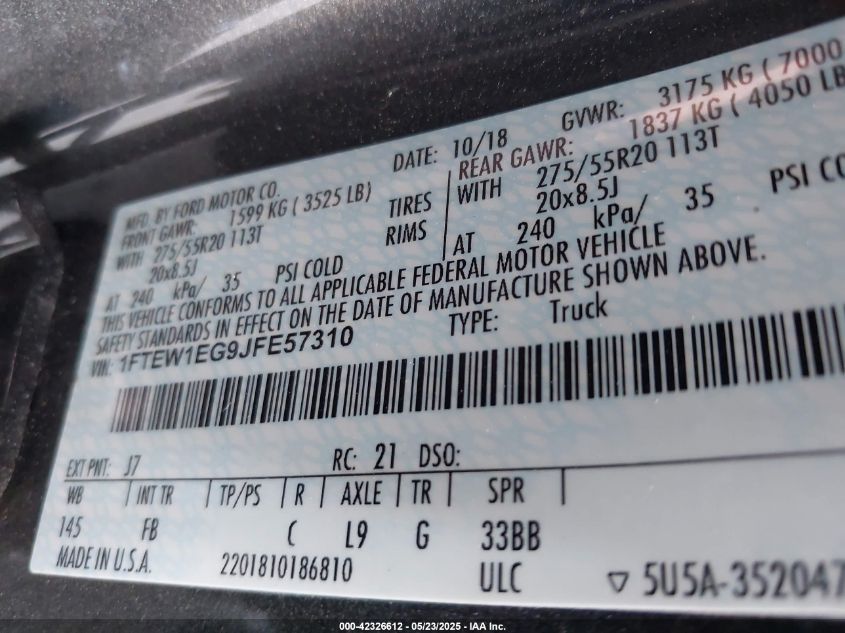 MFD. BY FORD MOTOR CO. DATE: 10/18 GVWR: 3175 KG ( 7000
FRONT GAWR: 1599 KG ( 3525 LB) REAR GAWR: 1837 KG ( 4050 LB
WITH 275/55R20 113T TIRES WITH 275/55R20 113T
20x8.5J RIMS 20x8.5J
AT 240 kPa/ 35 PSI COLD AT 240 kPa/ 35 PSI CO
THIS VEHICLE CONFORMS TO ALL APPLICABLE FEDERAL MOTOR VEHICLE
SAFETY STANDARDS IN EFFECT ON THE DATE OF MANUFACTURE SHOWN ABOVE.
VIN: 1FTEW1EG9JFE57310 TYPE: Truck
EXT PNT: J7 RC: 21 DSO:
WB INT TR TP/PS R AXLE TR SPR
145 FB C L9 G 33BB
MADE IN U.S.A. 2201810186810 ULC ▽ 5U5A-352047
000-42326612 - 05/23/2025 - IAA Inc.